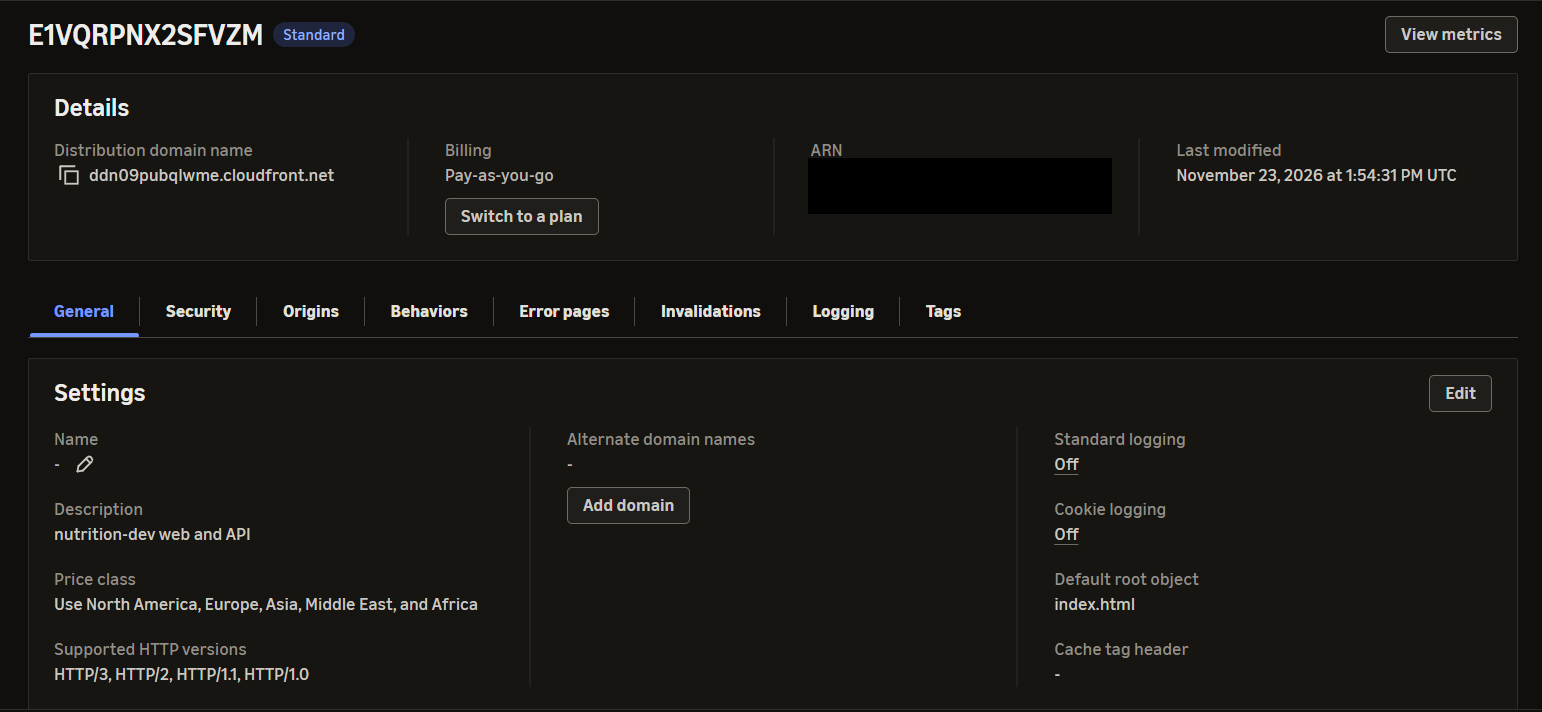 E1VQRPNX2SFVZM Standard
View metrics
Details
Distribution domain name
ddn09pubqlwme.cloudfront.net
Billing
Pay-as-you-go
Switch to a plan
ARN
Last modified
November 23, 2026 at 1:54:31 PM UTC
General
Security
Origins
Behaviors
Error pages
Invalidations
Logging
Tags
Settings
Edit
Name
-
Description
nutrition-dev web and API
Price class
Use North America, Europe, Asia, Middle East, and Africa
Supported HTTP versions
HTTP/3, HTTP/2, HTTP/1.1, HTTP/1.0
Alternate domain names
-
Add domain
Standard logging
Off
Cookie logging
Off
Default root object
index.html
Cache tag header
-